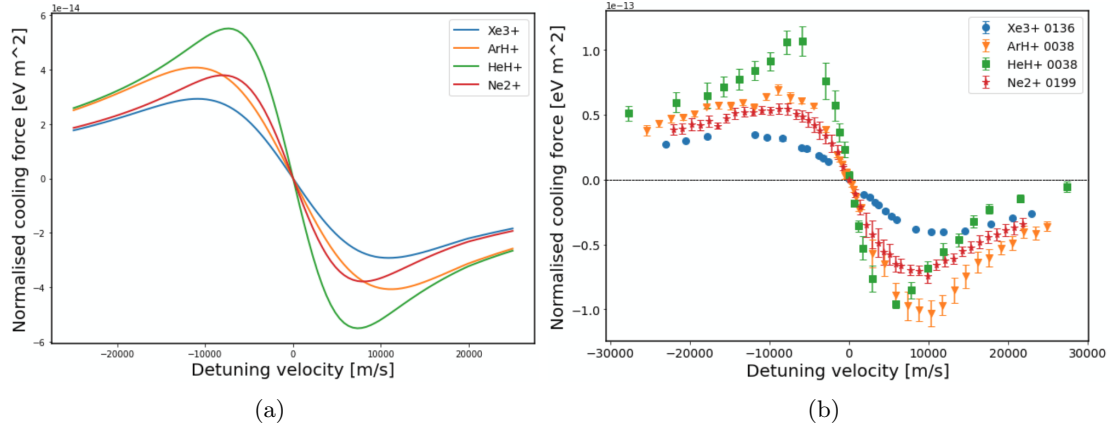 1e−14
Normalised cooling force [eV m^2]
6
4
2
0
−2
−4
−6
−20000 −10000 0 10000 20000
Detuning velocity [m/s]
Xe3+
ArH+
HeH+
Ne2+
(a)
1e−13
Normalised cooling force [eV m^2]
1.0
0.5
0.0
−0.5
−1.0
−30000 −20000 −10000 0 10000 20000 30000
Detuning velocity [m/s]
Xe3+ 0136
ArH+ 0038
HeH+ 0038
Ne2+ 0199
(b)